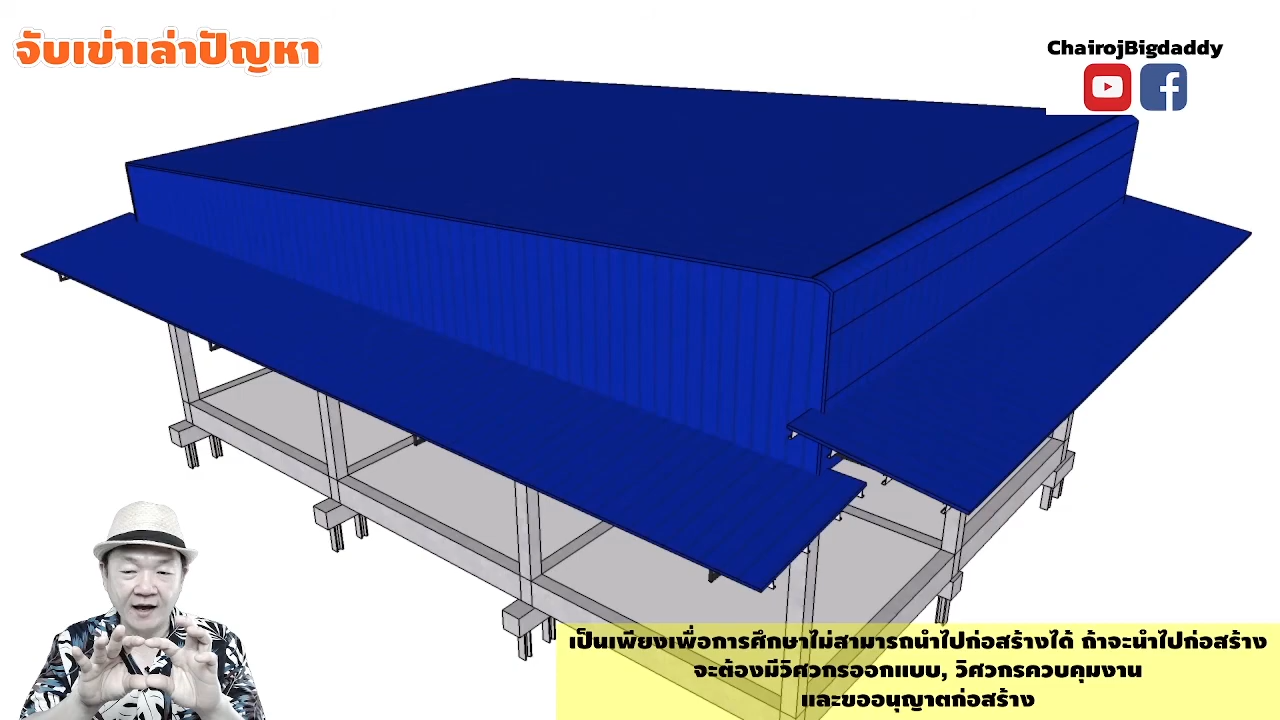 จับเข่าเล่าปัญหา
ChairojBigdaddy
เป็นเพียงเพื่อการศึกษาไม่สามารถนำไปก่อสร้างได้ ถ้าจะนำไปก่อสร้าง
จะต้องมีวิศวกรออกแบบ, วิศวกรควบคุมงาน
และขออนุญาตก่อสร้าง